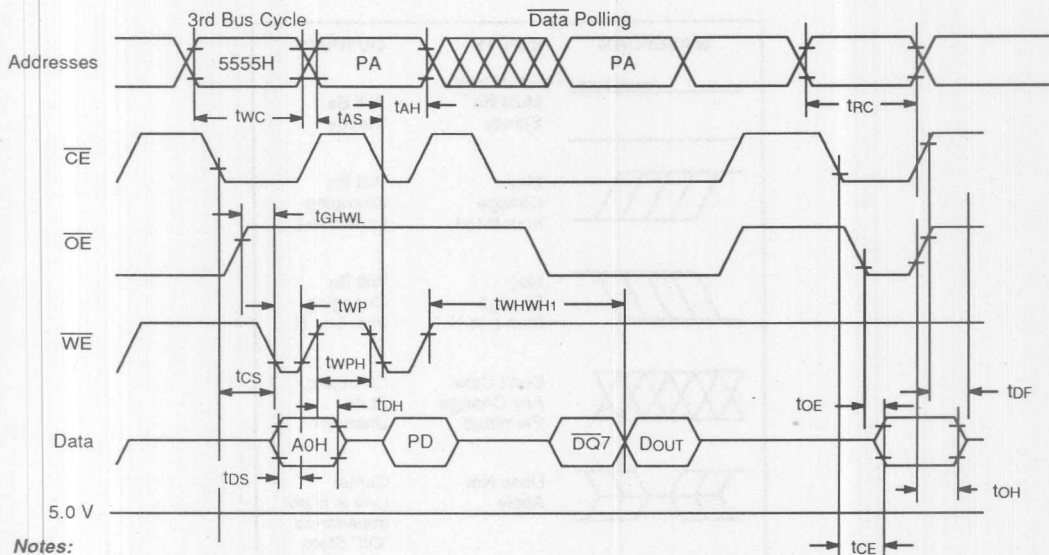 3rd Bus Cycle
Data Polling
Addresses
5555H
PA
PA
tWC
tAS
tAH
tRC
CE
tGHWL
OE
tWP
tWHWH1
WE
tWPH
tCS
tDH
tOE
tDF
Data
A0H
PD
DQ7
DOUT
tDS
tOH
5.0 V
tCE
Notes: